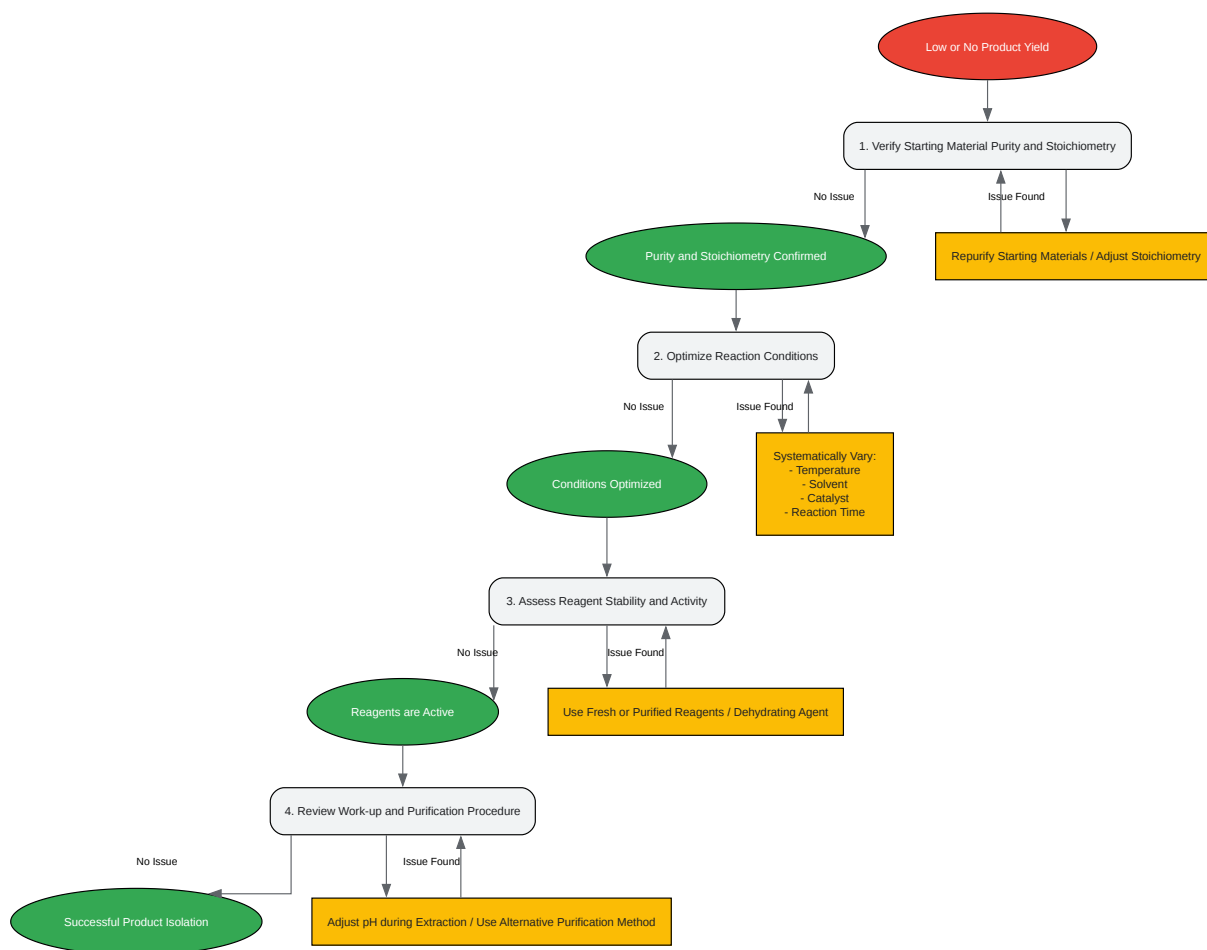 Low or No Product Yield
1. Verify Starting Material Purity and Stoichiometry
No Issue
Issue Found
Purity and Stoichiometry Confirmed
Repurify Starting Materials / Adjust Stoichiometry
2. Optimize Reaction Conditions
No Issue
Issue Found
Systematically Vary:
- Temperature
- Solvent
- Catalyst
- Reaction Time
Conditions Optimized
3. Assess Reagent Stability and Activity
No Issue
Issue Found
Reagents are Active
Use Fresh or Purified Reagents / Dehydrating Agent
4. Review Work-up and Purification Procedure
No Issue
Issue Found
Successful Product Isolation
Adjust pH during Extraction / Use Alternative Purification Method